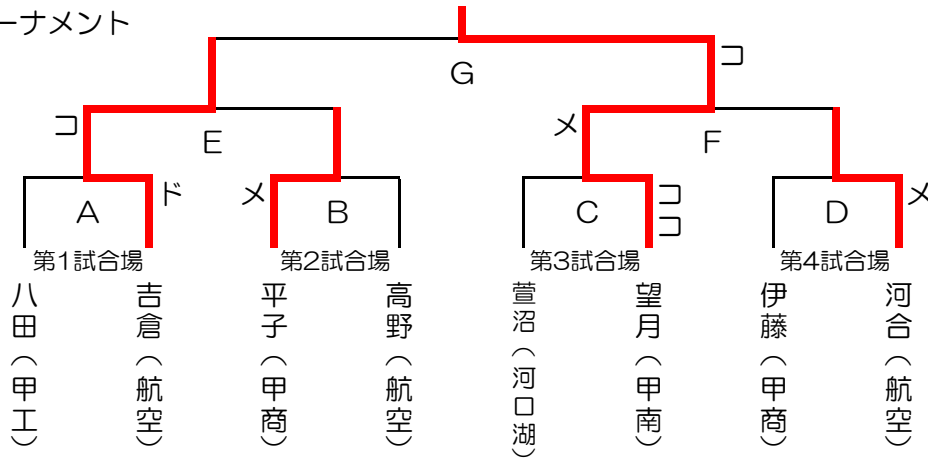 ーナメント
G
コ
コ
E
メ
F
ド
メ
ココ
メ
A
B
C
D
第1試合場
第2試合場
第3試合場
第4試合場
八田(甲工)
吉倉(航空)
平子(甲商)
高野(航空)
萱沼(河口湖)
望月(甲南)
伊藤(甲商)
河合(航空)